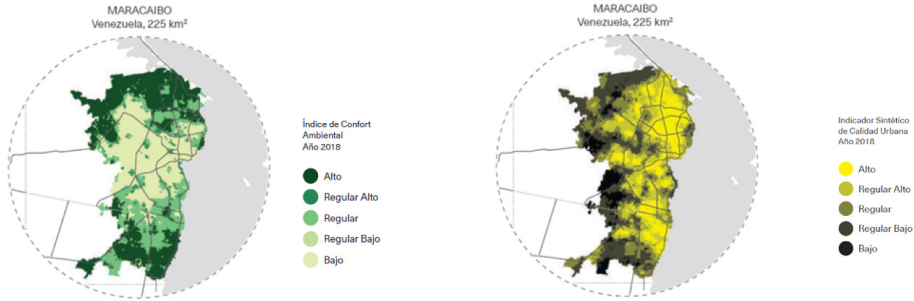 MARACAIBO
Venezuela, 225 km²
Índice de Confort
Ambiental
Año 2018
Alto
Regular Alto
Regular
Regular Bajo
Bajo
MARACAIBO
Venezuela, 225 km²
Indicador Sintético
de Calidad Urbana
Año 2018
Alto
Regular Alto
Regular
Regular Bajo
Bajo